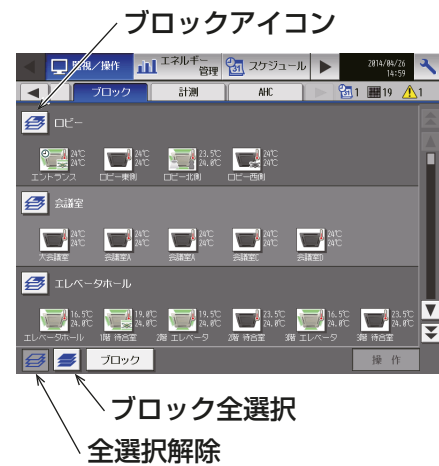 ブロックアイコン
監視／操作 エネルギー管理 スケジュール 2014/04/26 14:59
ブロック 計測 AHC 1 19 1
ロビー
24℃ 24℃ 23.5℃ 24℃
24℃ 24℃ 24.0℃ 24℃
エントランス ロビー東側 ロビー北側 ロビー西側
会議室
24℃ 24℃ 24℃ 24℃ 24℃
24℃ 24℃ 24℃ 24℃ 24℃
大会議室 会議室A 会議室A 会議室C 会議室D
エレベータホール
16.5℃ 19.0℃ 19.5℃ 23.5℃ 16.5℃ 23.5℃
24.0℃ 24.0℃ 24.0℃ 24.0℃ 24.0℃ 24.0℃
エレベータホール 1階 待合室 2階 エレベータ 2階 待合室 3階 エレベータ 3階 待合室
ブロック 操作
ブロック全選択
全選択解除